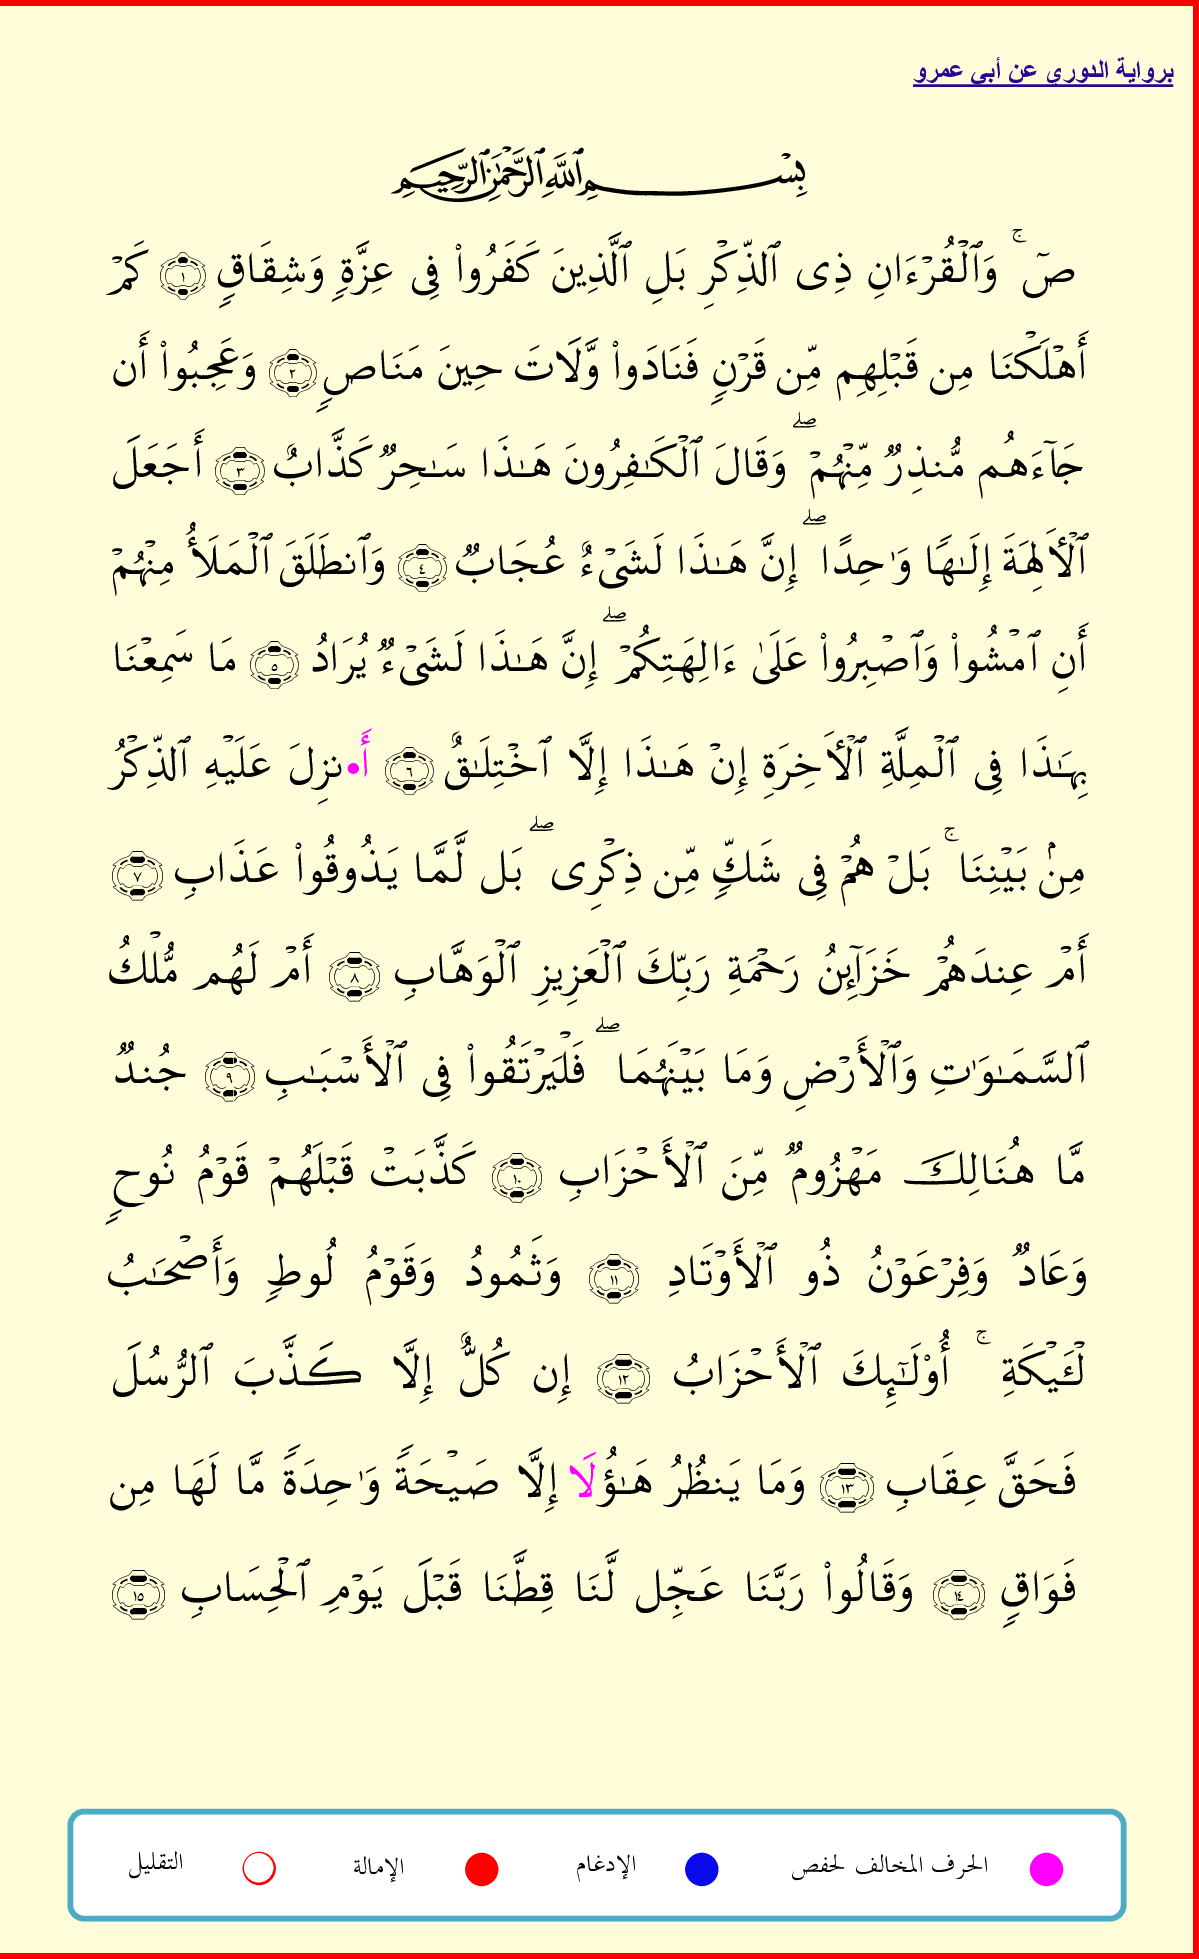 برواية الدوري عن أبي عمرو
بِسْمِ ٱللَّهِ ٱلرَّحْمَٰنِ ٱلرَّحِيمِ
صٓ ۚ وَٱلْقُرْءَانِ ذِى ٱلذِّكْرِ بَلِ ٱلَّذِينَ كَفَرُوا۟ فِى عِزَّةٍ وَشِقَاقٍ ١ كَمْ
أَهْلَكْنَا مِن قَبْلِهِم مِّن قَرْنٍ فَنَادَوا۟ وَّلَاتَ حِينَ مَنَاصٍ ٢ وَعَجِبُوا۟ أَن
جَآءَهُم مُّنذِرٌ مِّنْهُمْ ۖ وَقَالَ ٱلْكَـٰفِرُونَ هَـٰذَا سَـٰحِرٌ كَذَّابٌ ٣ أَجَعَلَ
ٱلْأَلِهَةَ إِلَـٰهًا وَٰحِدًا ۖ إِنَّ هَـٰذَا لَشَىْءٌ عُجَابٌ ٤ وَٱنطَلَقَ ٱلْمَلَأُ مِنْهُمْ
أَنِ ٱمْشُوا۟ وَٱصْبِرُوا۟ عَلَىٰ ءَالِهَتِكُمْ ۖ إِنَّ هَـٰذَا لَشَىْءٌ يُرَادُ ٥ مَا سَمِعْنَا
بِهَـٰذَا فِى ٱلْمِلَّةِ ٱلْأَخِرَةِ إِنْ هَـٰذَا إِلَّا ٱخْتِلَـٰقٌ ٦ أَ•نزِلَ عَلَيْهِ ٱلذِّكْرُ
مِنۢ بَيْنِنَا ۚ بَلْ هُمْ فِى شَكٍّ مِّن ذِكْرِى ۖ بَل لَّمَّا يَذُوقُوا۟ عَذَابِ ٧
أَمْ عِندَهُمْ خَزَآئِنُ رَحْمَةِ رَبِّكَ ٱلْعَزِيزِ ٱلْوَهَّابِ ٨ أَمْ لَهُم مُّلْكُ
ٱلسَّمَـٰوَٰتِ وَٱلْأَرْضِ وَمَا بَيْنَهُمَا ۖ فَلْيَرْتَقُوا۟ فِى ٱلْأَسْبَـٰبِ ٩ جُندٌ
مَّا هُنَالِكَ مَهْزُومٌ مِّنَ ٱلْأَحْزَابِ ١٠ كَذَّبَتْ قَبْلَهُمْ قَوْمُ نُوحٍ
وَعَادٌ وَفِرْعَوْنُ ذُو ٱلْأَوْتَادِ ١١ وَثَمُودُ وَقَوْمُ لُوطٍ وَأَصْحَـٰبُ
لْـَٔيْكَةِ ۚ أُو۟لَـٰٓئِكَ ٱلْأَحْزَابُ ١٢ إِن كُلٌّ إِلَّا كَذَّبَ ٱلرُّسُلَ
فَحَقَّ عِقَابِ ١٣ وَمَا يَنظُرُ هَـٰؤُلَا إِلَّا صَيْحَةً وَٰحِدَةً مَّا لَهَا مِن
فَوَاقٍ ١٤ وَقَالُوا۟ رَبَّنَا عَجِّل لَّنَا قِطَّنَا قَبْلَ يَوْمِ ٱلْحِسَابِ ١٥
الحرف المخالف لحفص الإدغام الإمالة التقليل